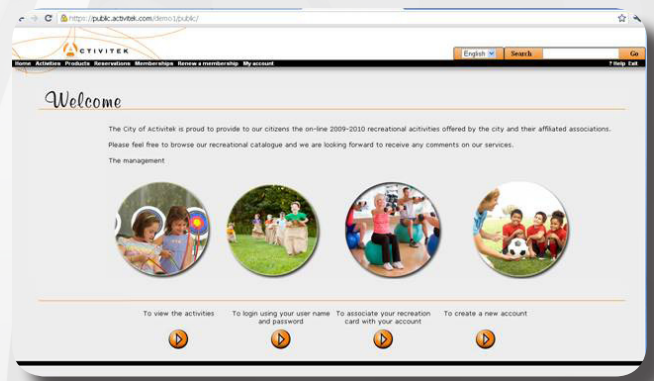 https://public.activitek.com/demo1/public/
ACTIVITEK
English Search Go
Home Activities Products Reservations Memberships Renew a membership My account ? Help Exit
Welcome
The City of Activitek is proud to provide to our citizens the on-line 2009-2010 recreational acitivities offered by the city and their affiliated associations.
Please feel free to browse our recreational catalogue and we are looking forward to receive any comments on our services.
The management
To view the activities
To login using your user name
and password
To associate your recreation
card with your account
To create a new account